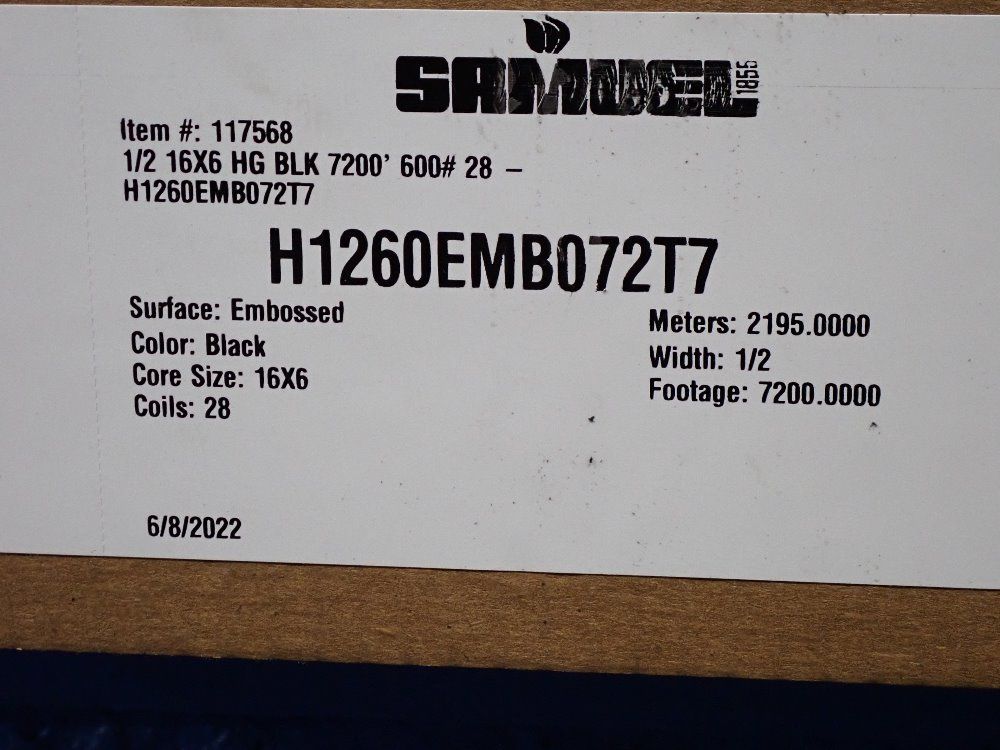 SAMUEL 1855
Item #: 117568
1/2 16X6 HG BLK 7200' 600# 28 –
H1260EMB072T7
H1260EMB072T7
Surface: Embossed
Color: Black
Core Size: 16X6
Coils: 28
Meters: 2195.0000
Width: 1/2
Footage: 7200.0000
6/8/2022